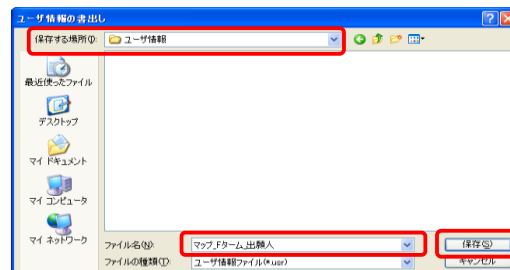 ユーザ情報の書出し
保存する場所(I): ユーザ情報
最近使ったファイル
デスクトップ
マイ ドキュメント
マイ コンピュータ
マイ ネットワーク
ファイル名(N): マップ_Fターム_出願人 保存(S)
ファイルの種類(T): ユーザ情報ファイル(*.usr) キャンセル